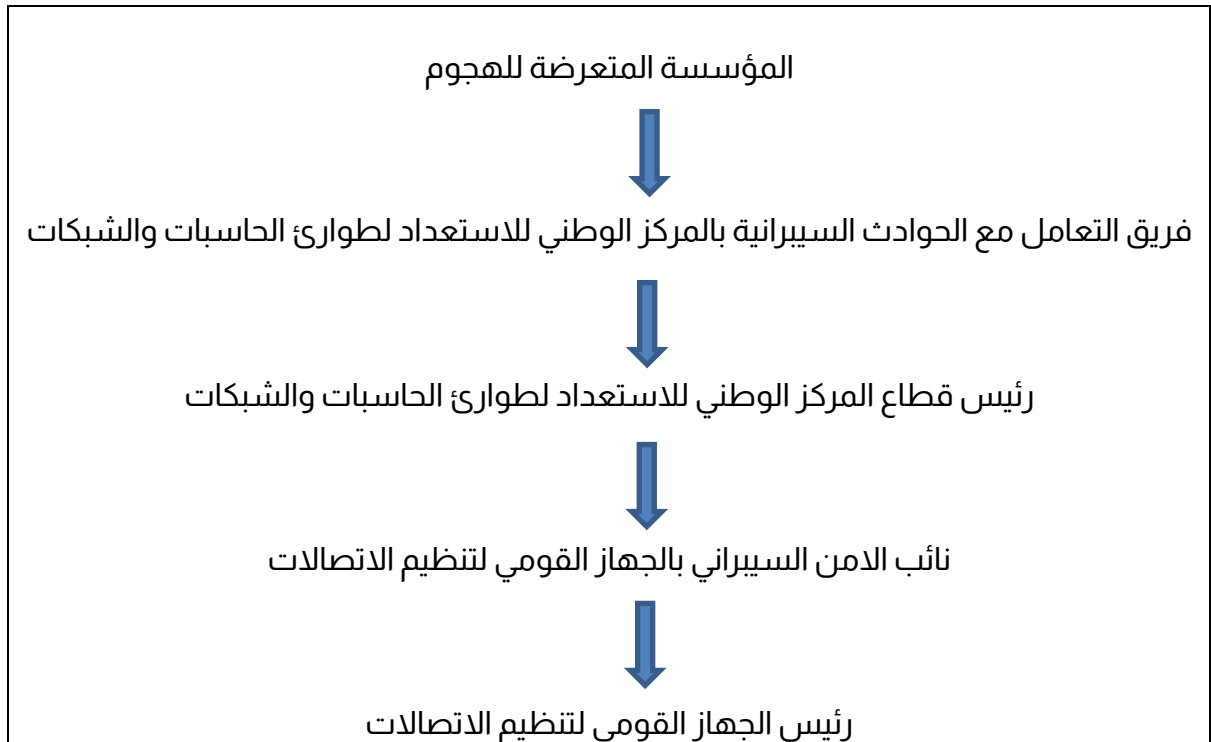 المؤسسة المتعرضة للهجوم
فريق التعامل مع الحوادث السيبرانية بالمركز الوطني للاستعداد لطوارئ الحاسبات والشبكات
رئيس قطاع المركز الوطني للاستعداد لطوارئ الحاسبات والشبكات
نائب الامن السيبراني بالجهاز القومي لتنظيم الاتصالات
رئيس الجهاز القومي لتنظيم الاتصالات